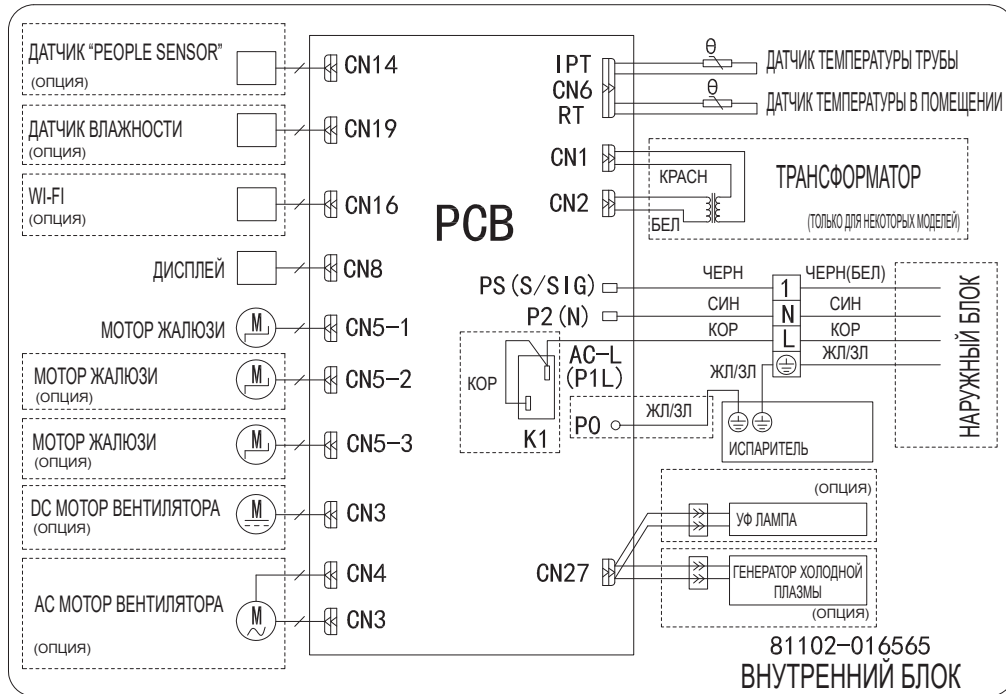 ДАТЧИК “PEOPLE SENSOR”
(ОПЦИЯ)
CN14
ДАТЧИК ВЛАЖНОСТИ
(ОПЦИЯ)
CN19
WI-FI
(ОПЦИЯ)
CN16
ДИСПЛЕЙ
CN8
МОТОР ЖАЛЮЗИ
M
CN5-1
МОТОР ЖАЛЮЗИ
(ОПЦИЯ)
M
CN5-2
МОТОР ЖАЛЮЗИ
(ОПЦИЯ)
M
CN5-3
DC МОТОР ВЕНТИЛЯТОРА
(ОПЦИЯ)
M
CN3
CN4
AC МОТОР ВЕНТИЛЯТОРА
(ОПЦИЯ)
M
CN3
PCB
IPT
CN6
RT
θ
ДАТЧИК ТЕМПЕРАТУРЫ ТРУБЫ
θ
ДАТЧИК ТЕМПЕРАТУРЫ В ПОМЕЩЕНИИ
CN1
CN2
КРАСН
БЕЛ
ТРАНСФОРМАТОР
(ТОЛЬКО ДЛЯ НЕКОТОРЫХ МОДЕЛЕЙ)
PS(S/SIG)
ЧЕРН
1
ЧЕРН(БЕЛ)
P2(N)
СИН
N
СИН
КОР
L
КОР
AC-L
(P1L)
КОР
K1
ЖЛ/ЗЛ
ЖЛ/ЗЛ
P0
ЖЛ/ЗЛ
ИСПАРИТЕЛЬ
НАРУЖНЫЙ БЛОК
CN27
(ОПЦИЯ)
УФ ЛАМПА
ГЕНЕРАТОР ХОЛОДНОЙ
ПЛАЗМЫ
(ОПЦИЯ)
81102-016565
ВНУТРЕННИЙ БЛОК